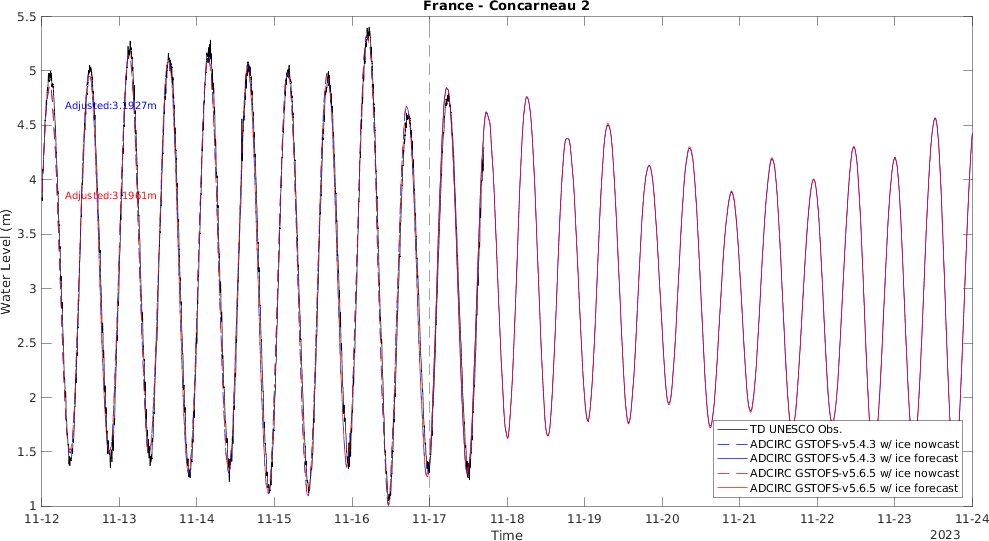 France - Concarneau 2
5.5
5
4.5
4
3.5
3
2.5
2
1.5
1
Water Level (m)
Adjusted:3.1927m
Adjusted:3.1961m
TD UNESCO Obs.
ADCIRC GSTOFS-v5.4.3 w/ ice nowcast
ADCIRC GSTOFS-v5.4.3 w/ ice forecast
ADCIRC GSTOFS-v5.6.5 w/ ice nowcast
ADCIRC GSTOFS-v5.6.5 w/ ice forecast
11-12 11-13 11-14 11-15 11-16 11-17 11-18 11-19 11-20 11-21 11-22 11-23 11-24
Time
2023